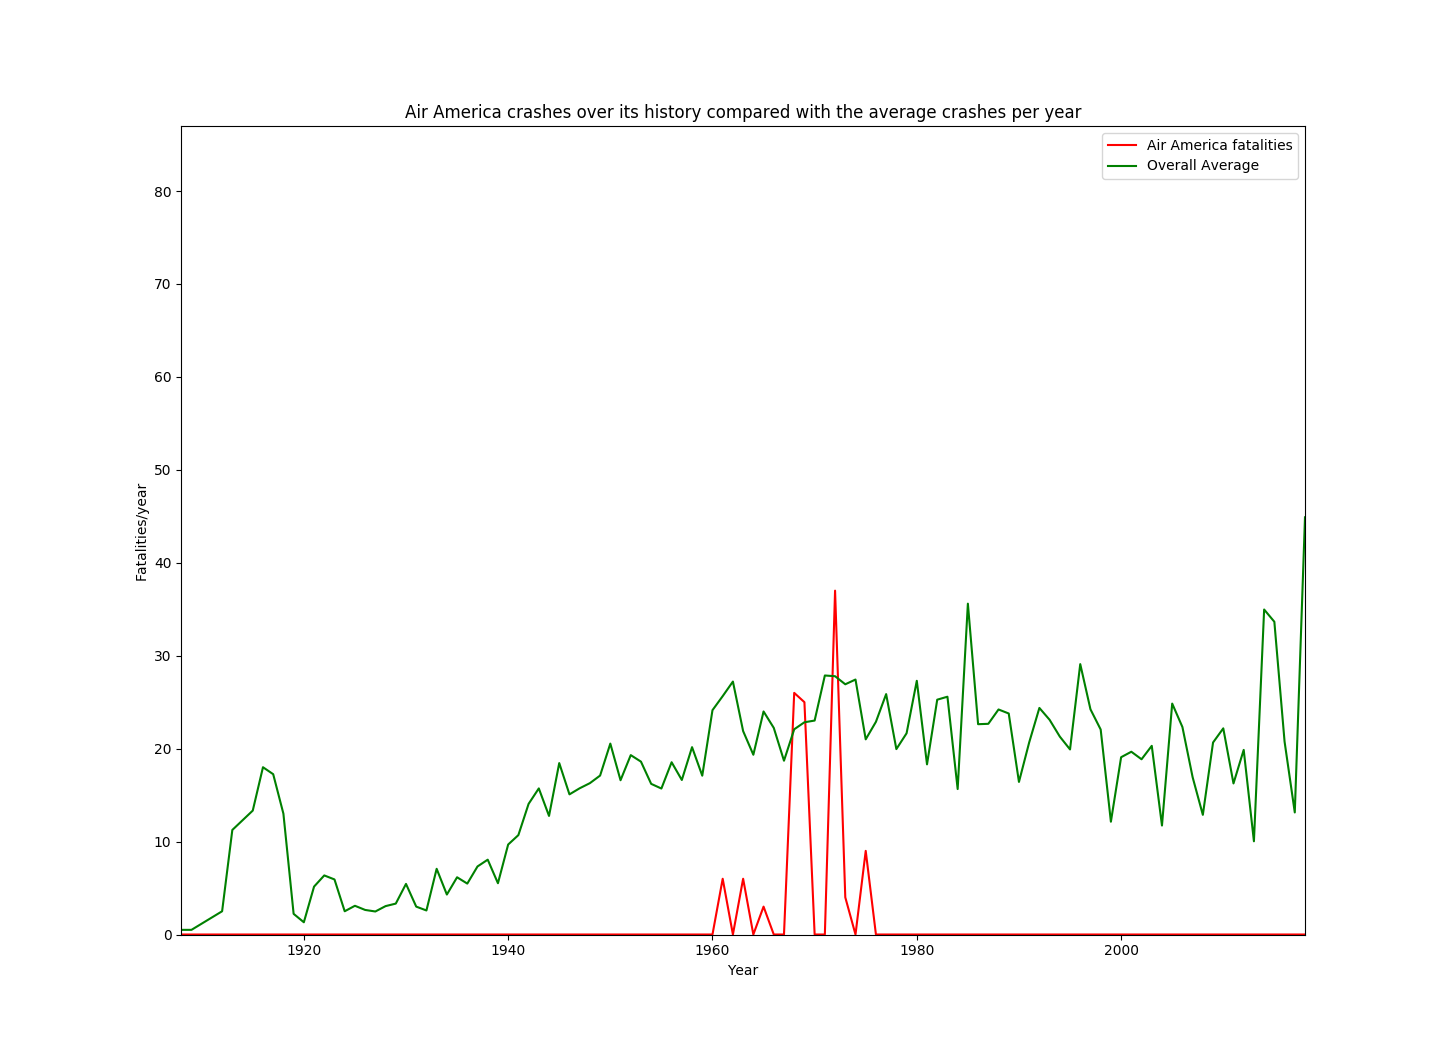 Air America crashes over its history compared with the average crashes per year
Air America fatalities
Overall Average
80
70
60
50
40
30
20
10
0
Fatalities/year
1920 1940 1960 1980 2000
Year